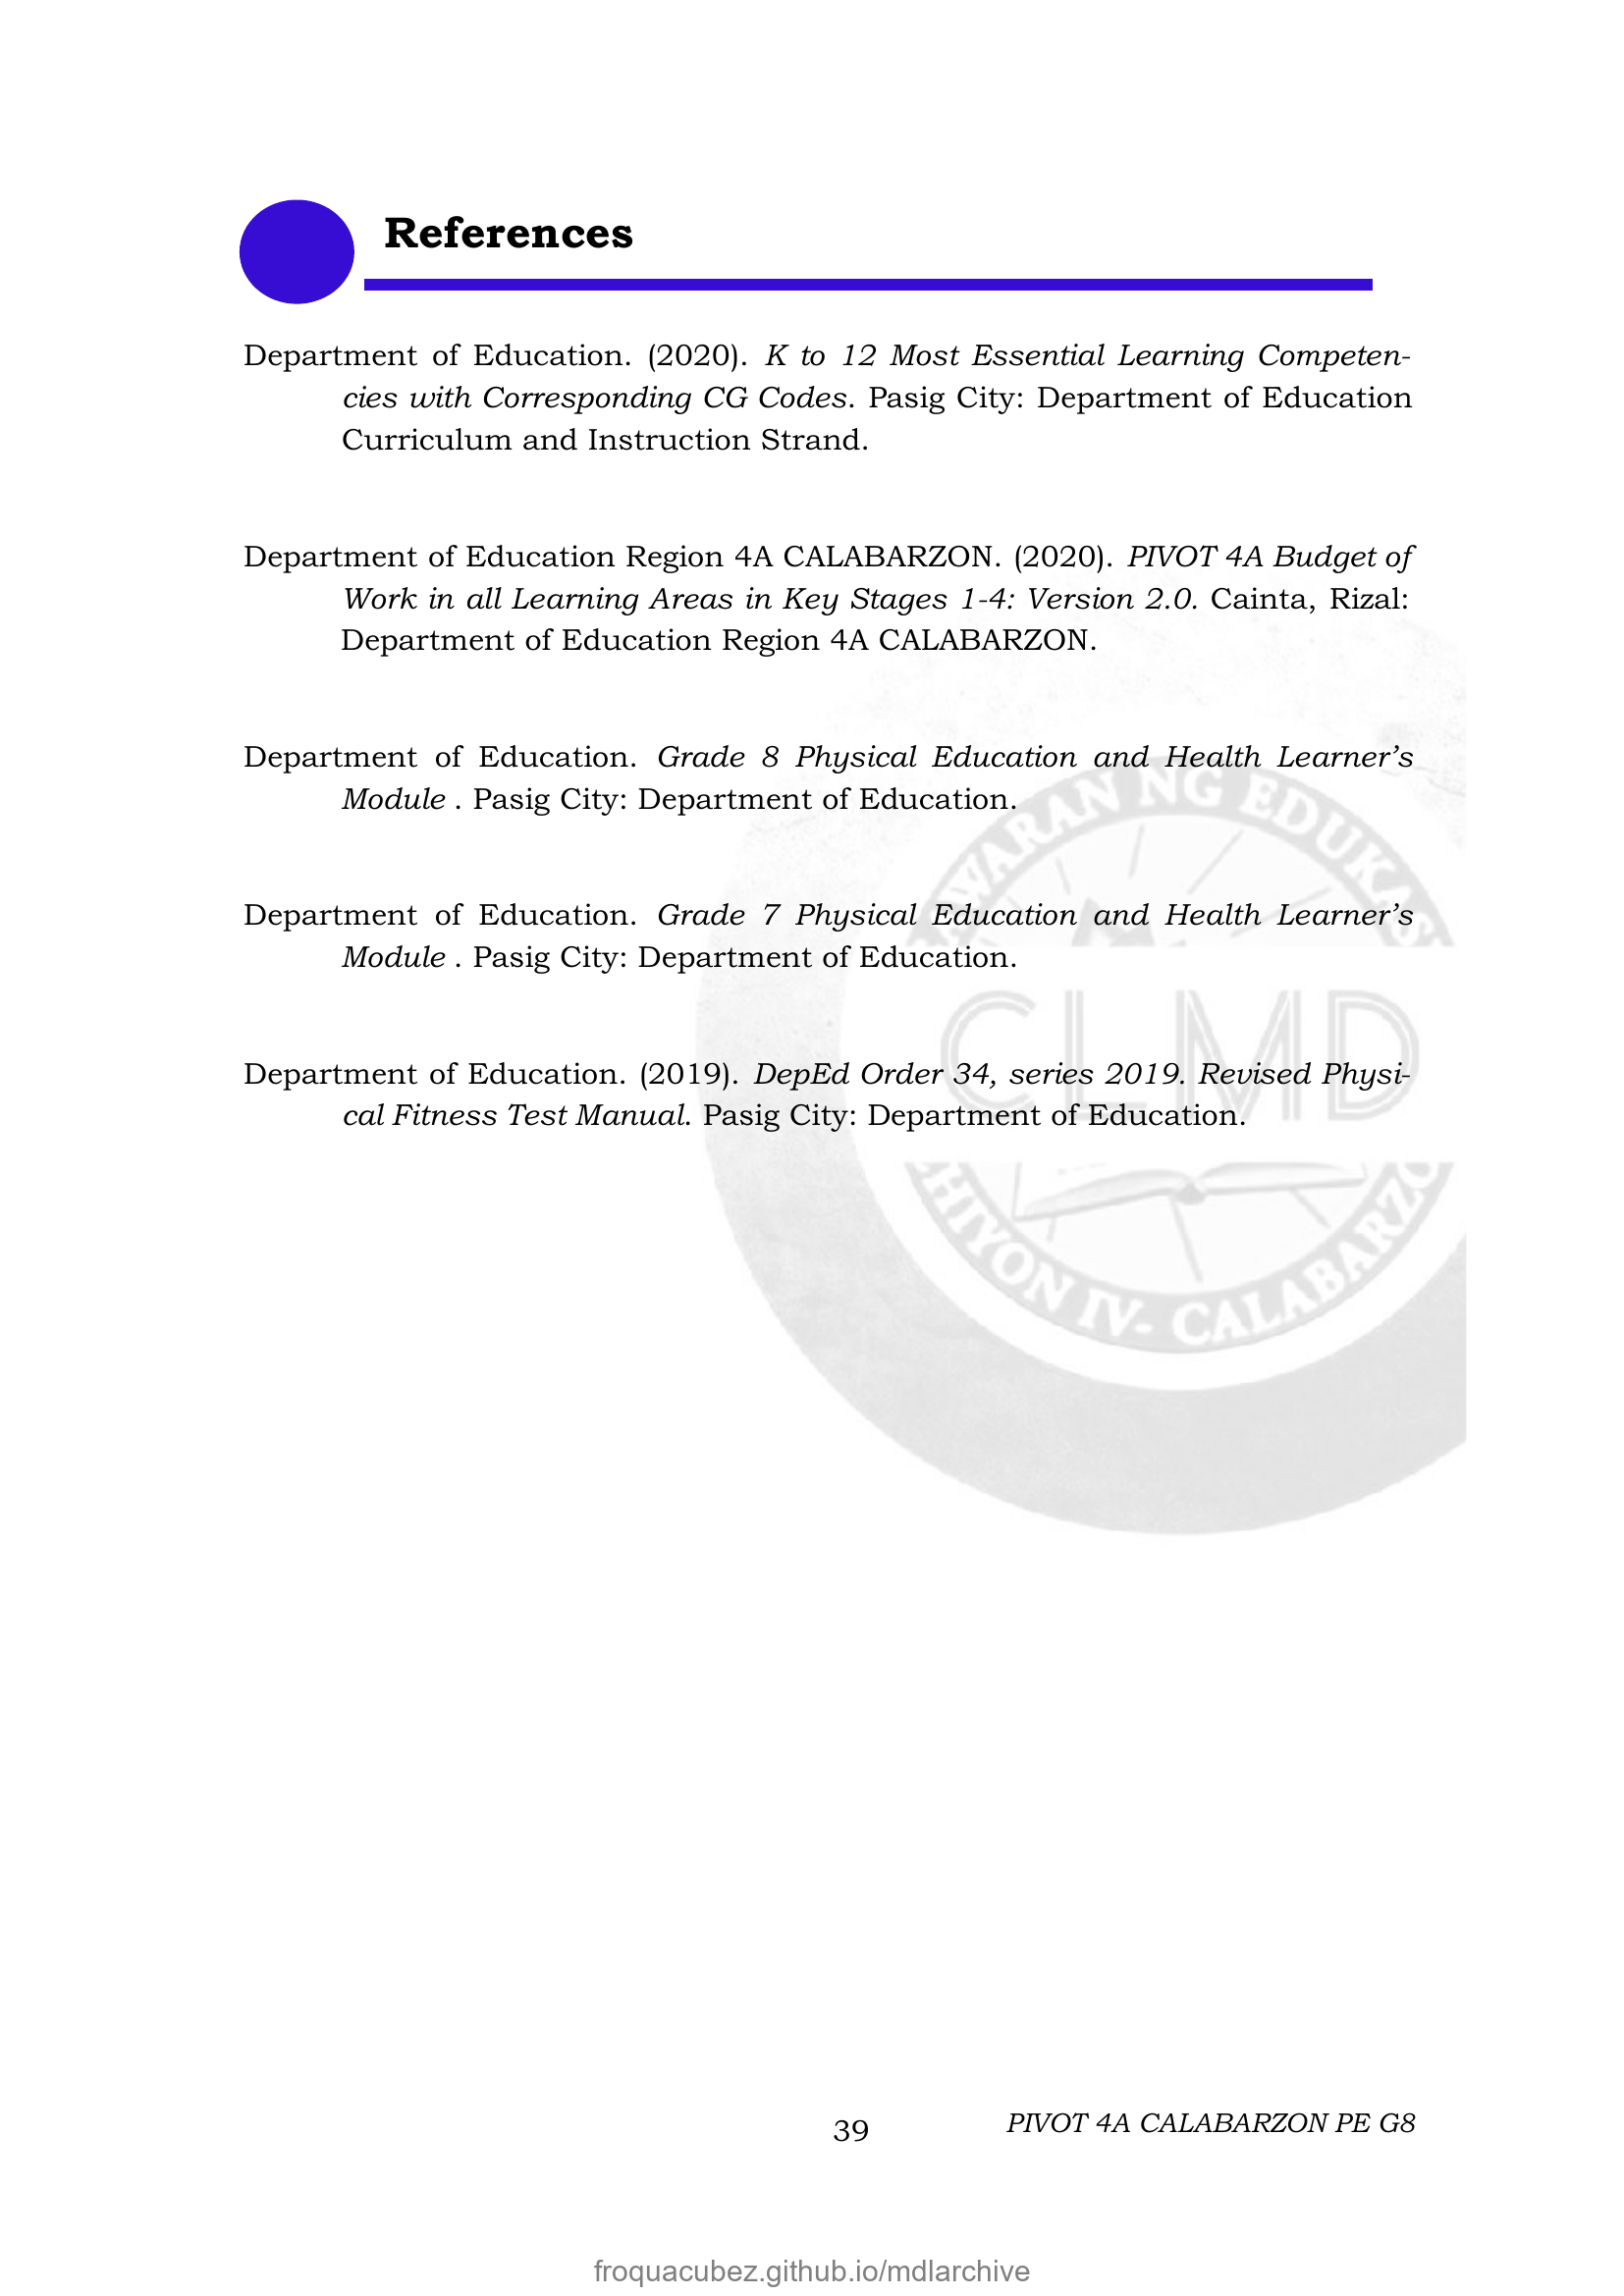 References
Department of Education. (2020). K to 12 Most Essential Learning Competen-
cies with Corresponding CG Codes. Pasig City: Department of Education
Curriculum and Instruction Strand.
Department of Education Region 4A CALABARZON. (2020). PIVOT 4A Budget of
Work in all Learning Areas in Key Stages 1-4: Version 2.0. Cainta, Rizal:
Department of Education Region 4A CALABARZON.
Department of Education. Grade 8 Physical Education and Health Learner’s
Module . Pasig City: Department of Education.
Department of Education. Grade 7 Physical Education and Health Learner’s
Module . Pasig City: Department of Education.
Department of Education. (2019). DepEd Order 34, series 2019. Revised Physi-
cal Fitness Test Manual. Pasig City: Department of Education.
NG
CLMD
IV- 
39
PIVOT 4A CALABARZON PE G8
froquacubez.github.io/mdlarchive